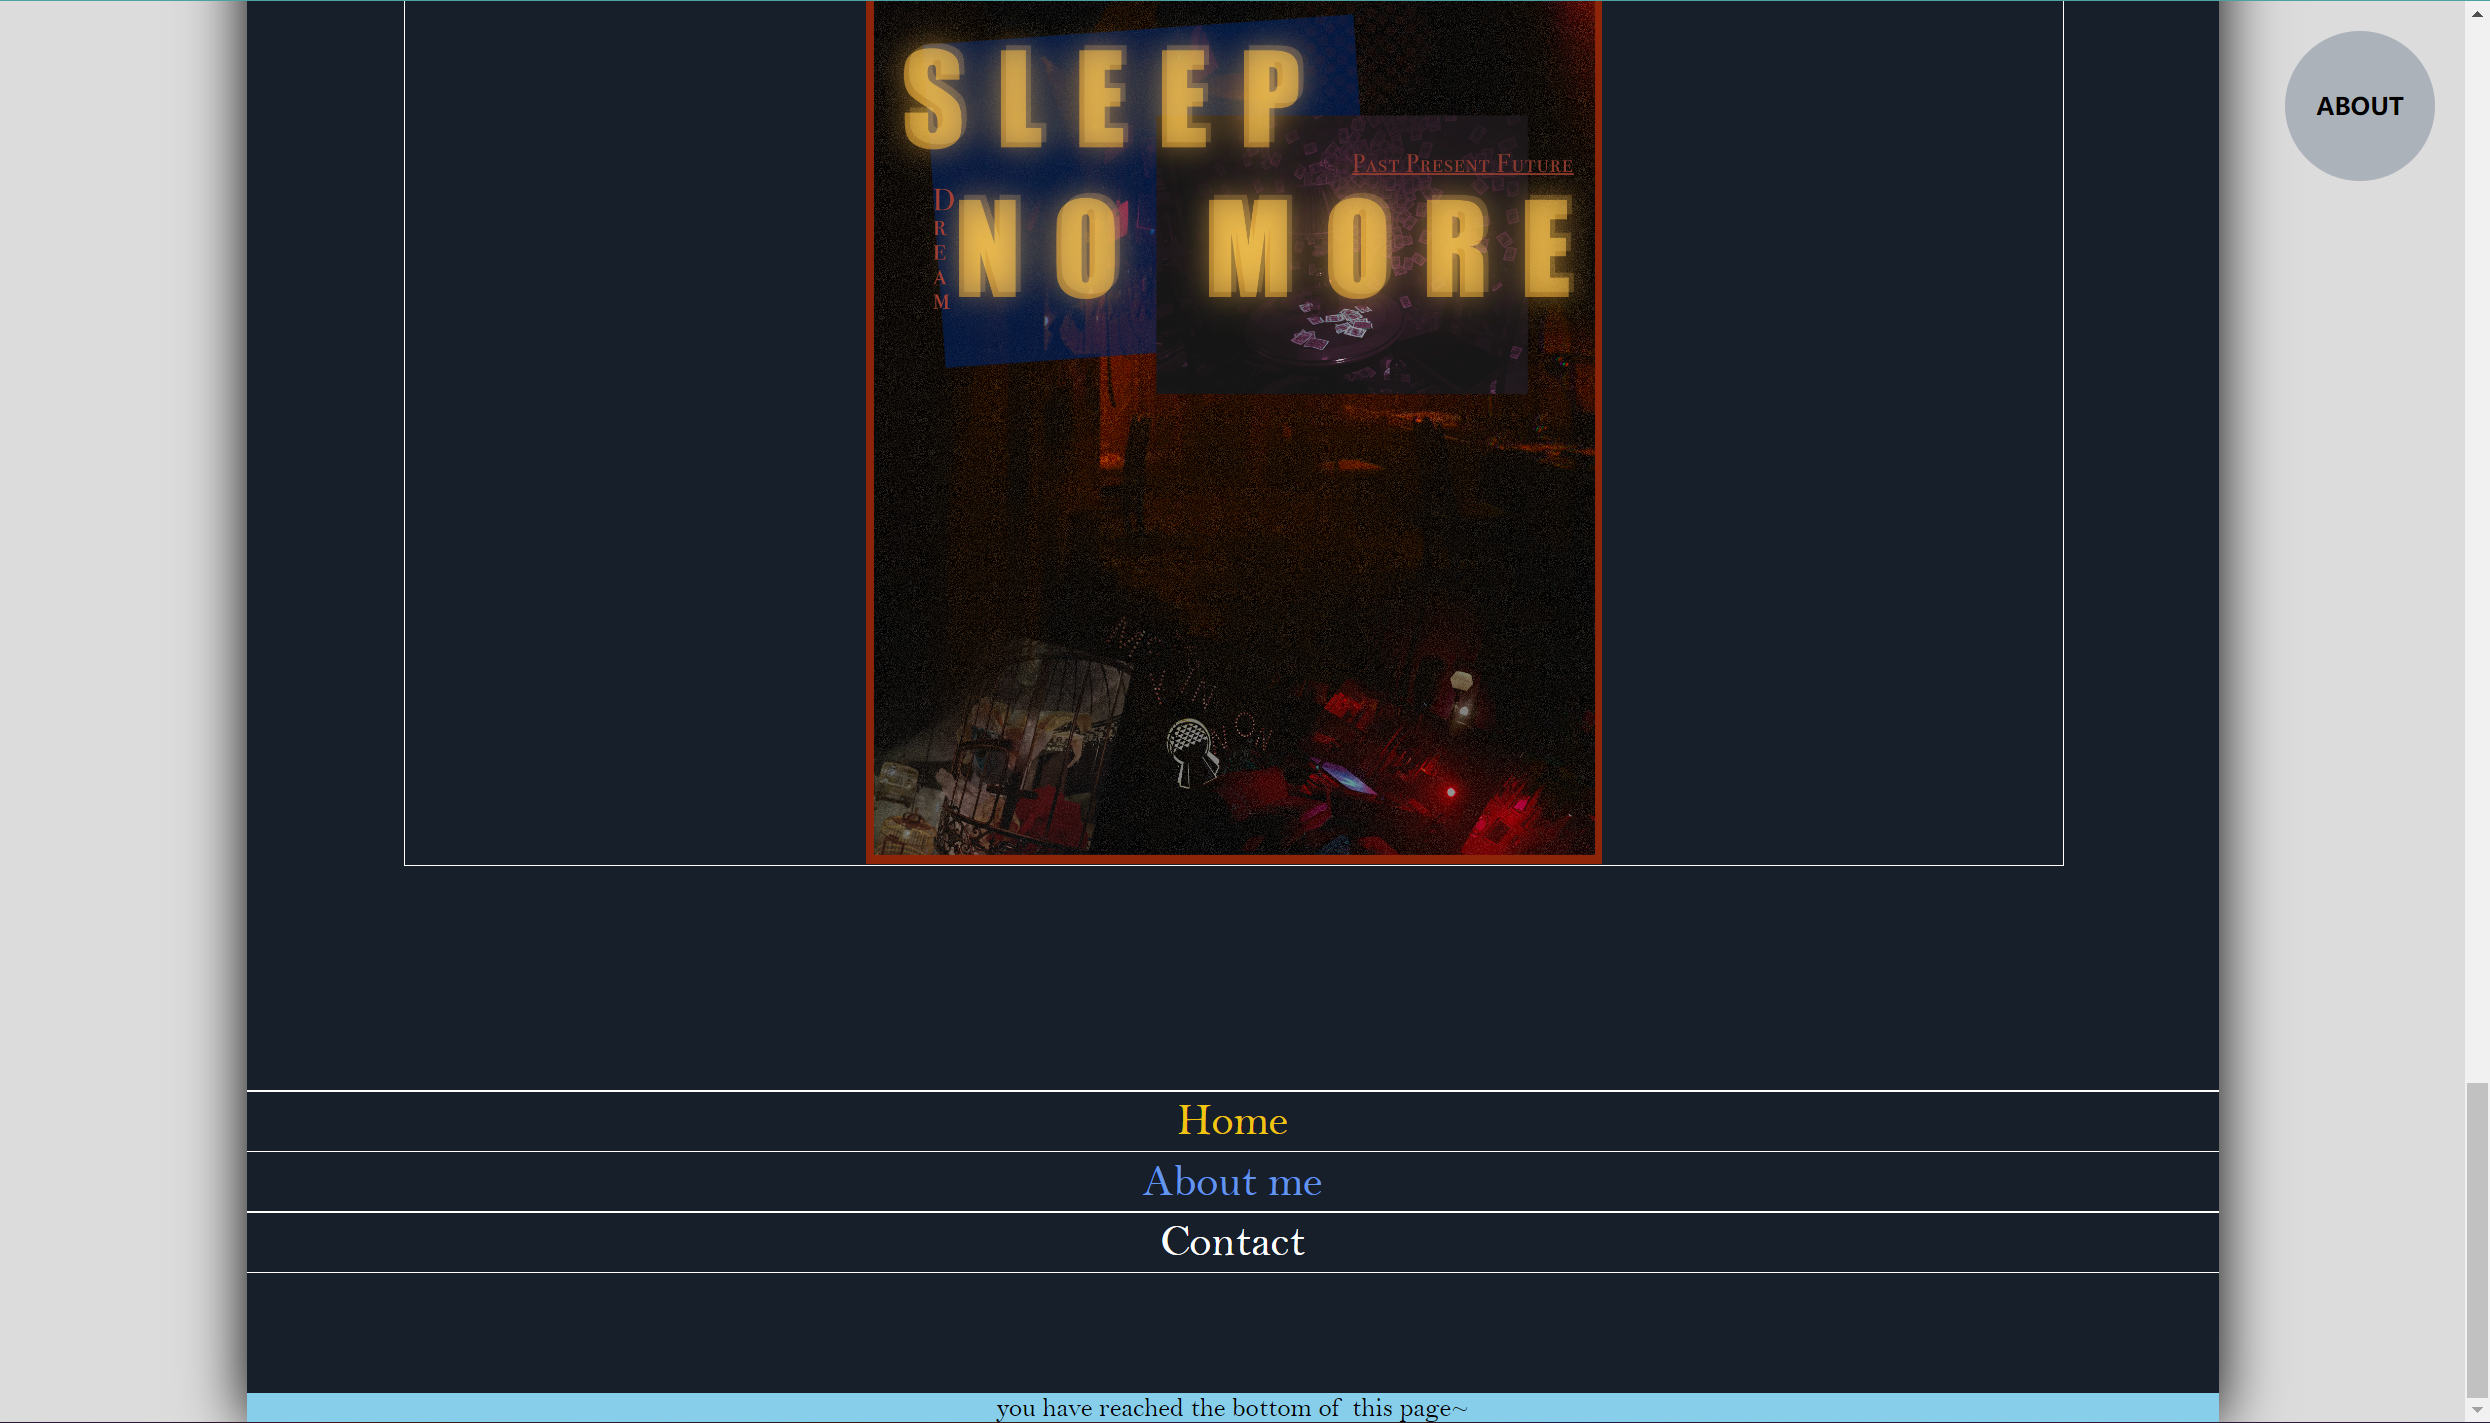 SLEEP
ABOUT
Past Present Future
DREAM
NO MORE
Home
About me
Contact
you have reached the bottom of this page~